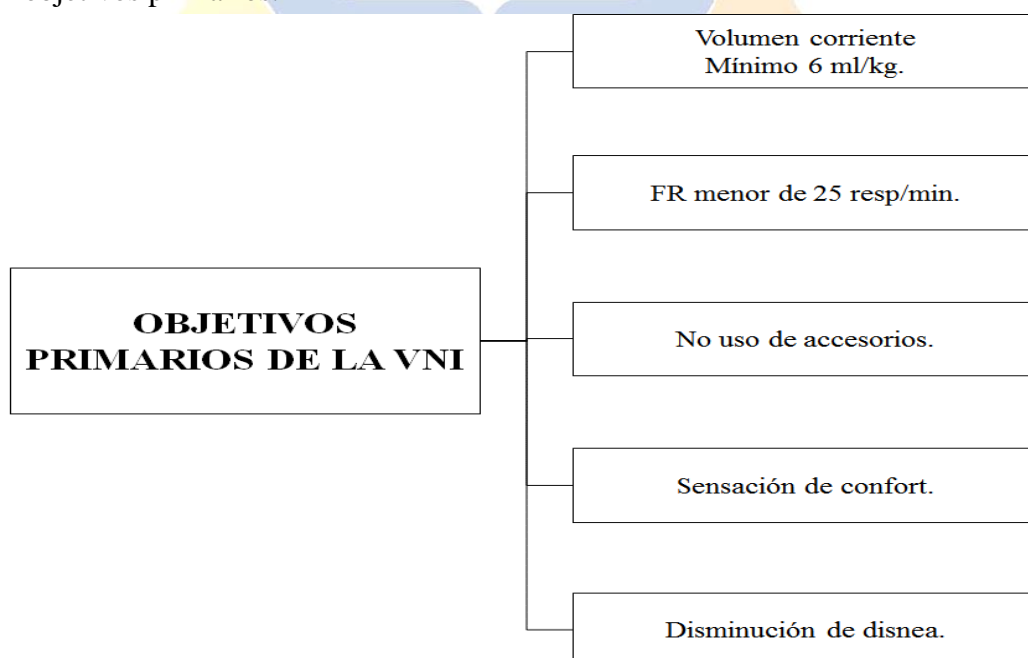 Volumen corriente
Mínimo 6 ml/kg.
FR menor de 25 resp/min.
OBJETIVOS
PRIMARIOS DE LA VNI
No uso de accesorios.
Sensación de confort.
Disminución de disnea.